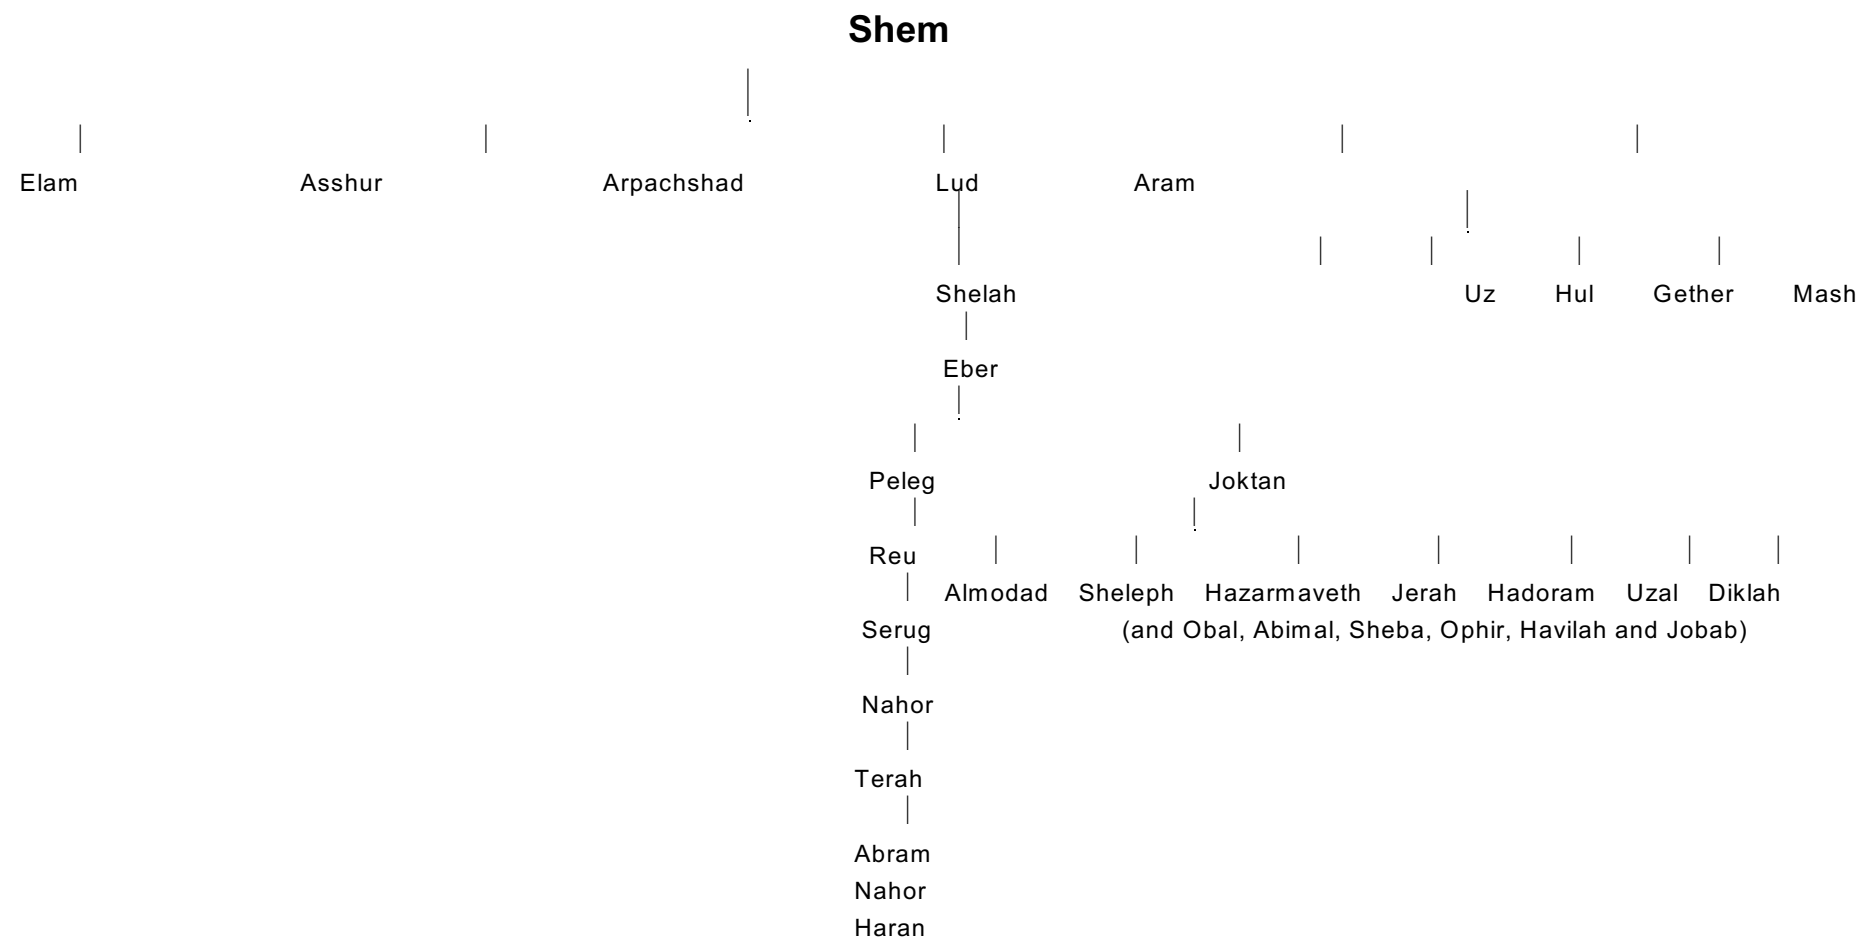 Shem
Elam Asshur Arpachshad Lud Aram
Shelah Uz Hul Gether Mash
Eber
Peleg Joktan
Reu
Almodad Sheleph Hazarmaveth Jerah Hadoram Uzal Diklah
Serug (and Obal, Abimal, Sheba, Ophir, Havilah and Jobab)
Nahor
Terah
Abram
Nahor
Haran